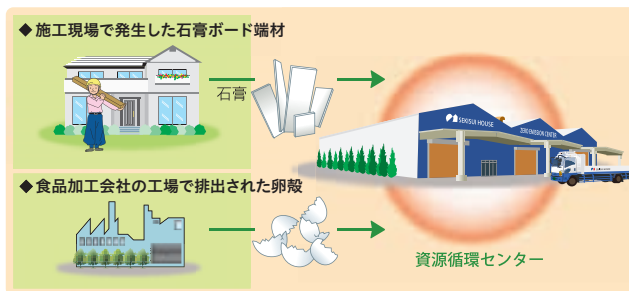 ◆施工現場で発生した石膏ボード端材
石膏
SEKISUI HOUSE
ZERO EMISSION CENTER
◆食品加工会社の工場で排出された卵殻
資源循環センター